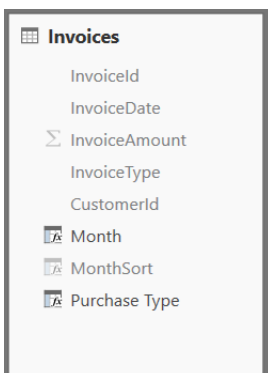 Invoices
InvoiceId
InvoiceDate
∑ InvoiceAmount
InvoiceType
CustomerId
Month
MonthSort
Purchase Type